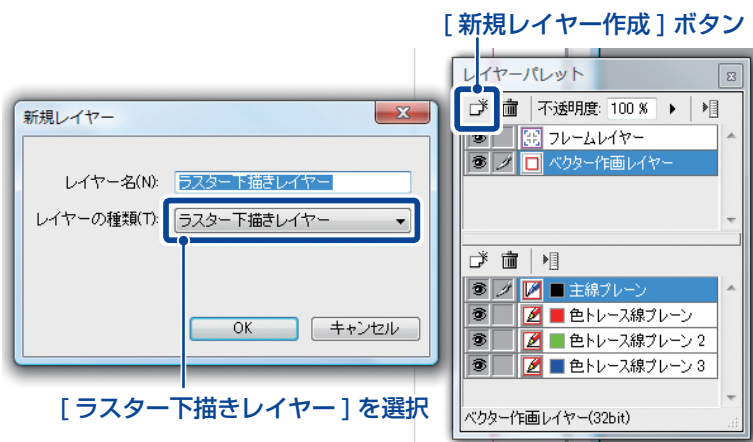 [ 新規レイヤー作成 ] ボタン
レイヤーパレット
不透明度: 100 %
フレームレイヤー
ベクター作画レイヤー
主線プレーン
色トレース線プレーン
色トレース線プレーン 2
色トレース線プレーン 3
ベクター作画レイヤー(32bit)
新規レイヤー
レイヤー名(N): ラスター下描きレイヤー
レイヤーの種類(T): ラスター下描きレイヤー
OK キャンセル
[ ラスター下描きレイヤー ] を選択